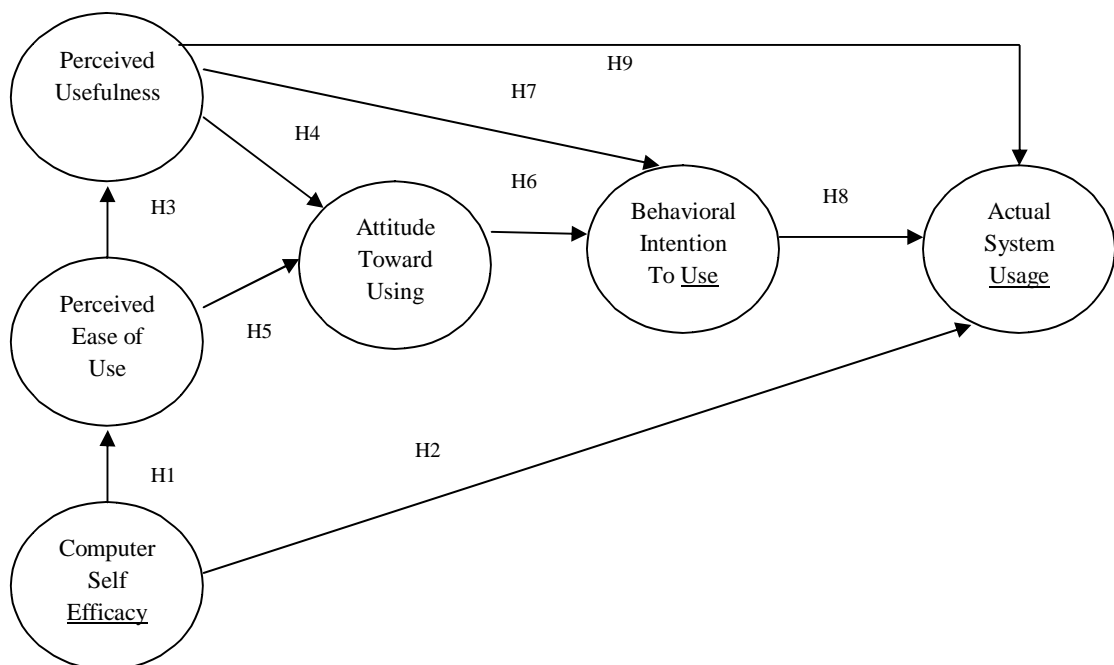 Perceived
Usefulness
H9
H7
H4
H3
H6
H8
Attitude
Toward
Using
Behavioral
Intention
To Use
Actual
System
Usage
Perceived
Ease of
Use
H5
H2
H1
Computer
Self
Efficacy